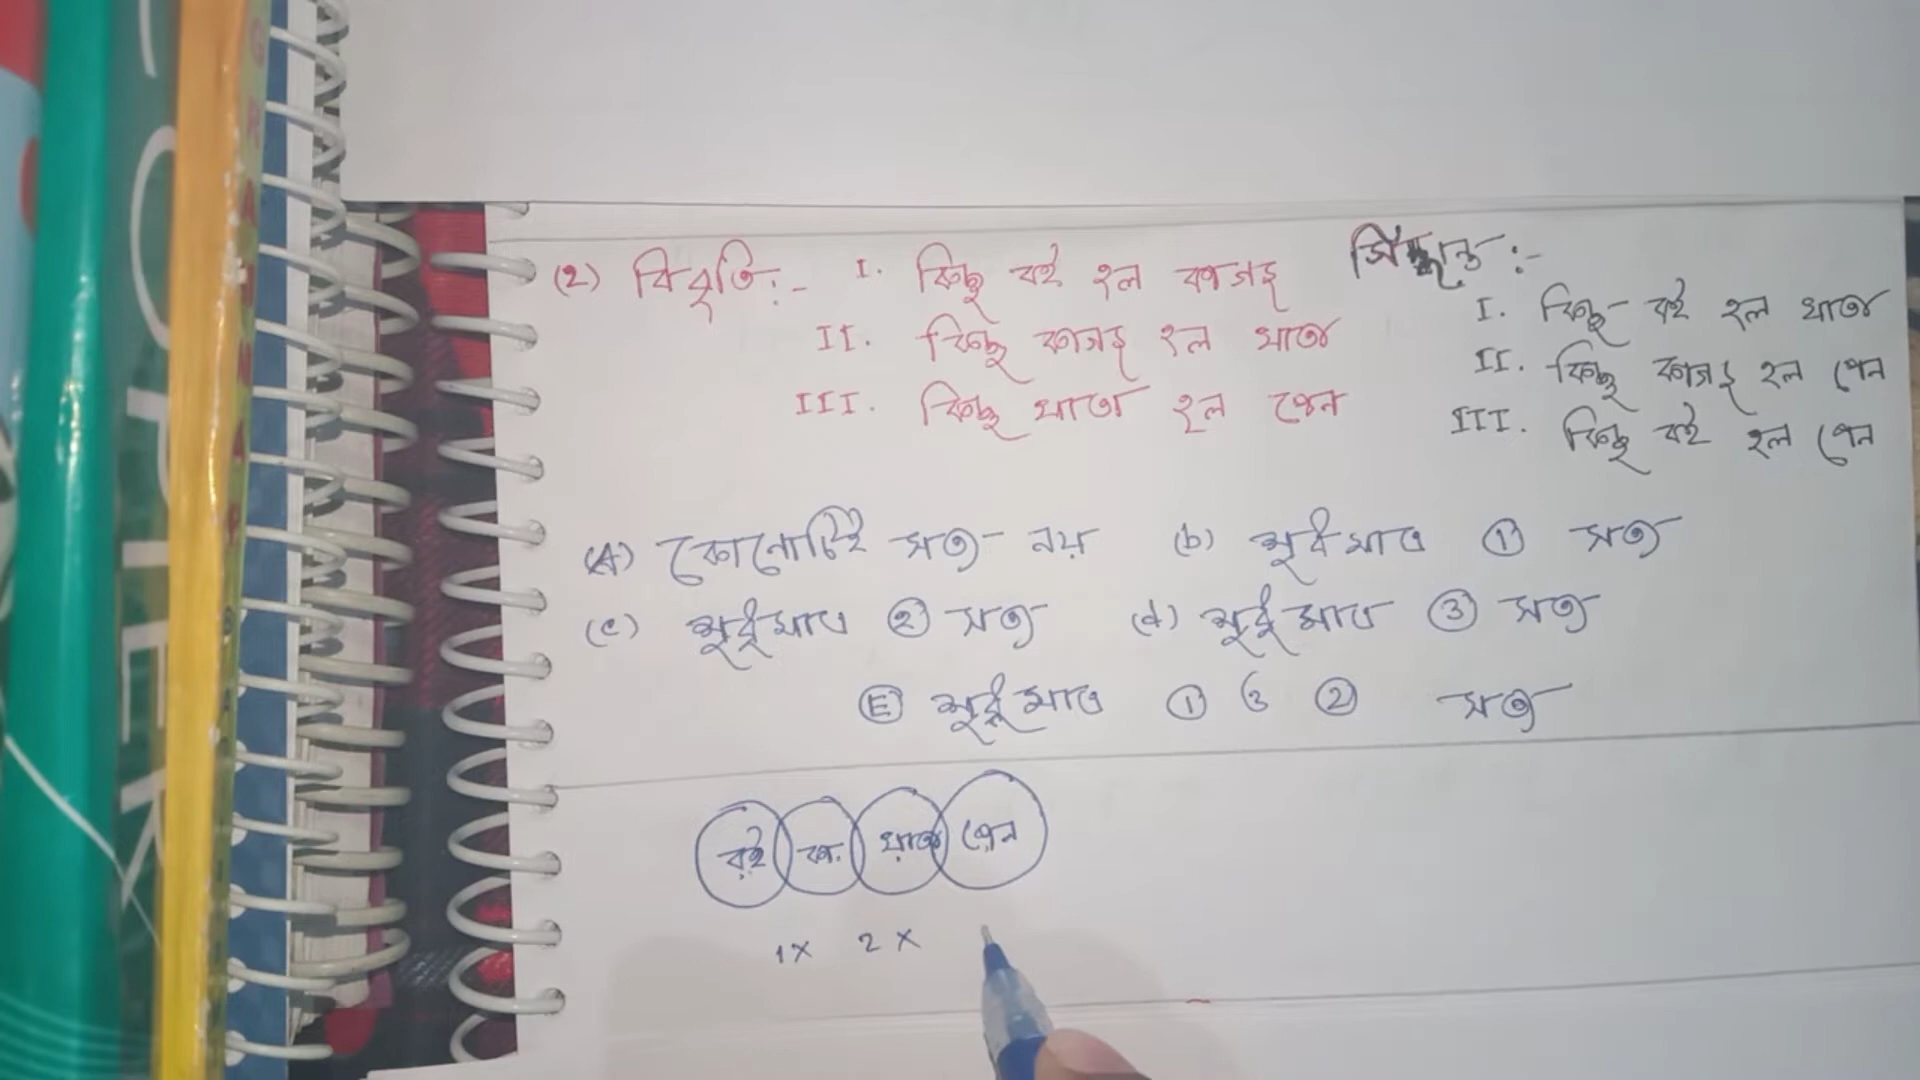 COPIER
(2) বিবৃতি:- I. কিছু বই হল কাগজ
II. কিছু কাগজ হল খাতা
III. কিছু খাতা হল পেন
সিদ্ধান্ত :-
I. কিছু বই হল খাতা
II. কিছু কাগজ হল পেন
III. কিছু বই হল পেন
(A) কোনোটিই সত্য নয় (b) শুধুমাত্র ① সত্য
(c) শুধুমাত্র ② সত্য (d) শুধুমাত্র ③ সত্য
Ⓔ শুধুমাত্র ① ও ② সত্য
বই কা. খাতা পেন
1 × 2 ×